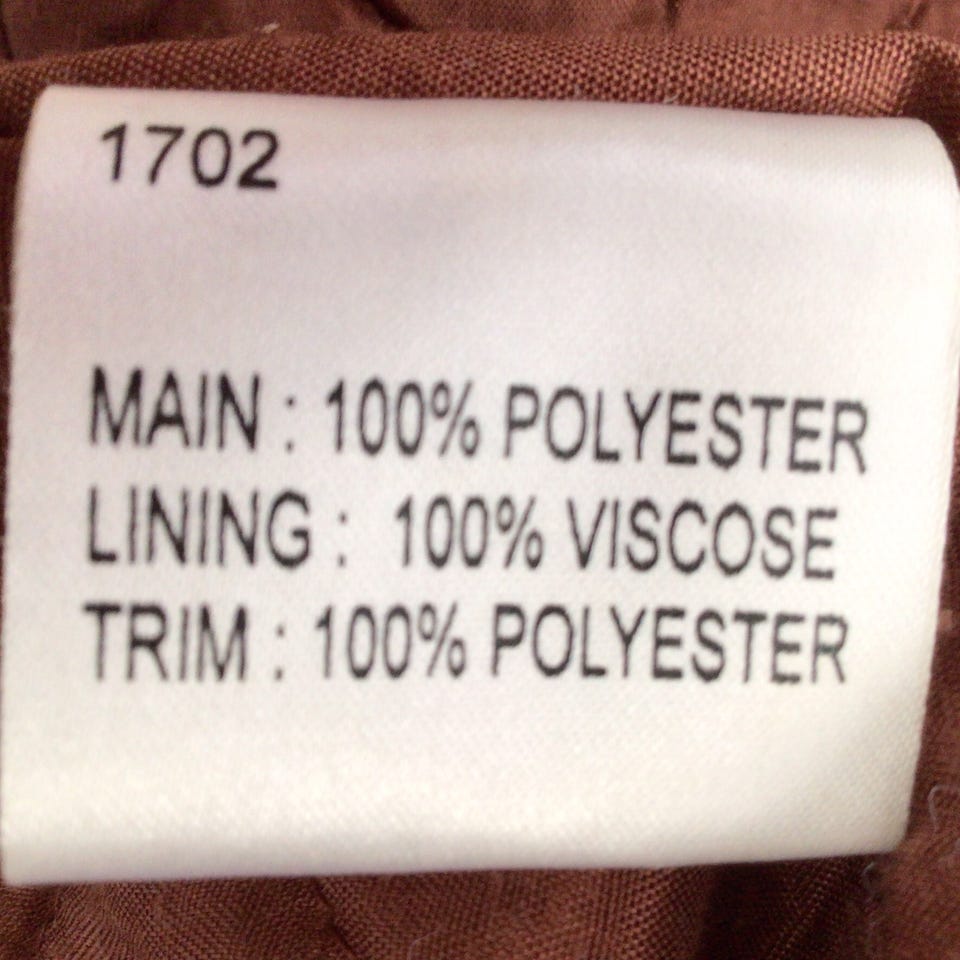 1702
MAIN : 100% POLYESTER
LINING : 100% VISCOSE
TRIM : 100% POLYESTER